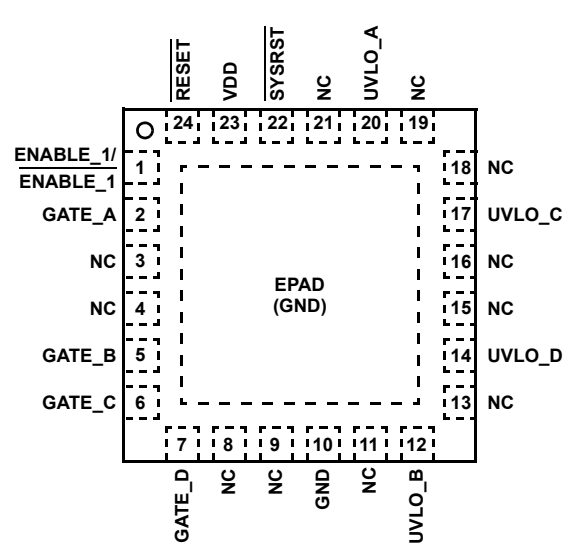 RESET
VDD
SYSRST
NC
UVLO_A
NC
24 23 22 21 20 19
ENABLE_1/
ENABLE_1
1
GATE_A 2
NC 3
NC 4
GATE_B 5
GATE_C 6
EPAD
(GND)
18 NC
17 UVLO_C
16 NC
15 NC
14 UVLO_D
13 NC
7 8 9 10 11 12
GATE_D
NC
NC
GND
NC
UVLO_B